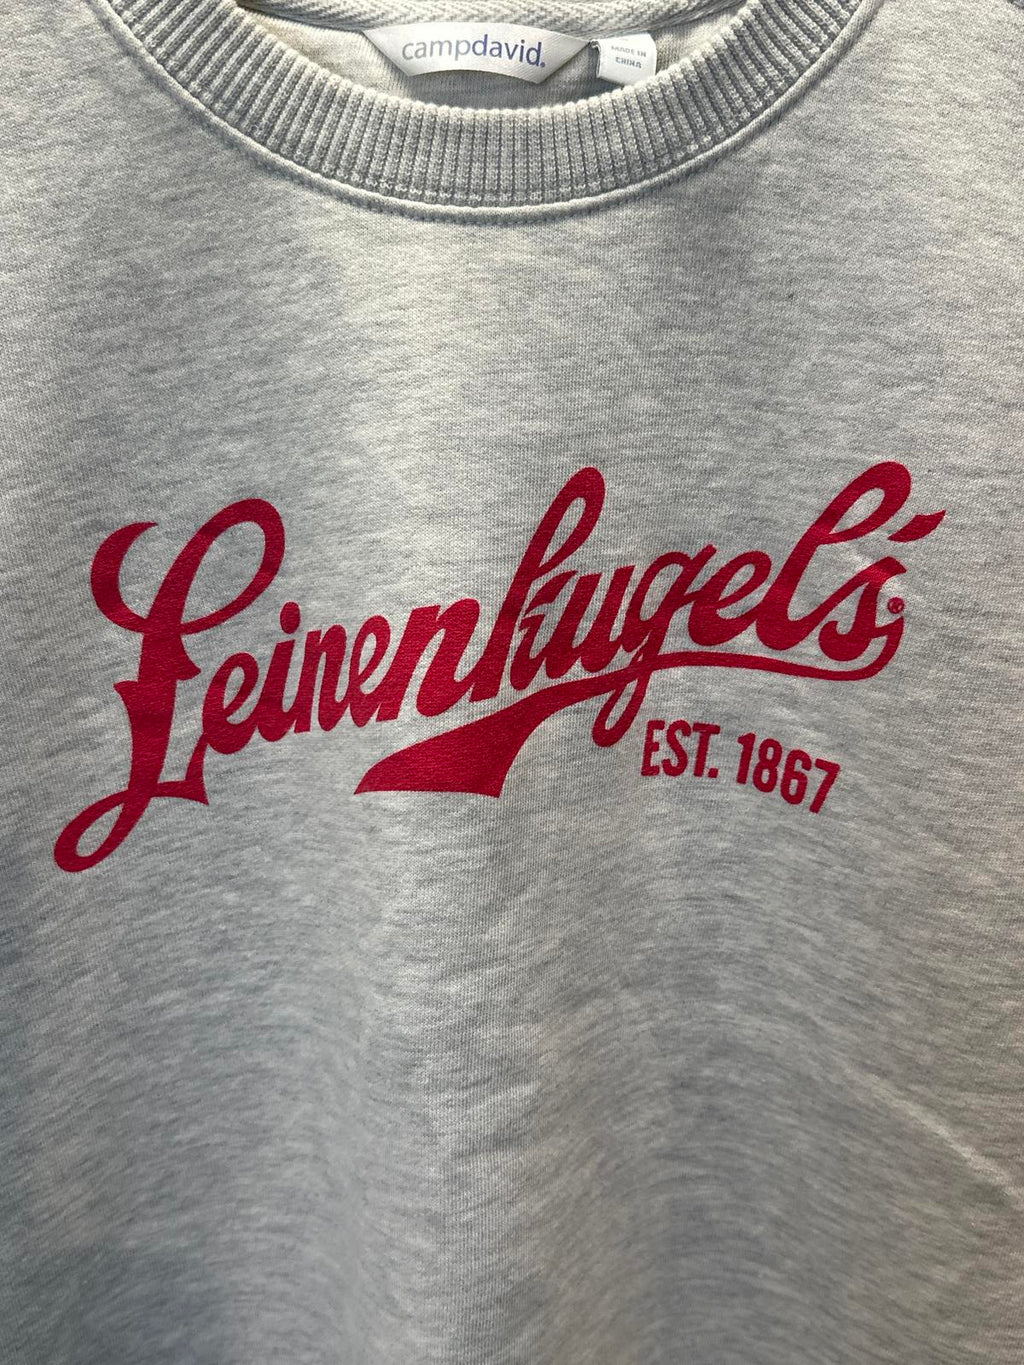 campdavid.
MADE IN
CHINA
Leinenkugel's®
EST. 1867